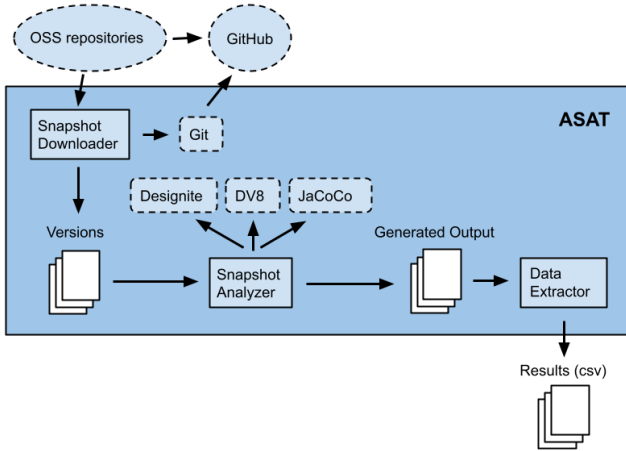 OSS repositories
GitHub
ASAT
Snapshot
Downloader
Git
Designite
DV8
JaCoCo
Versions
Generated Output
Snapshot
Analyzer
Data
Extractor
Results (csv)